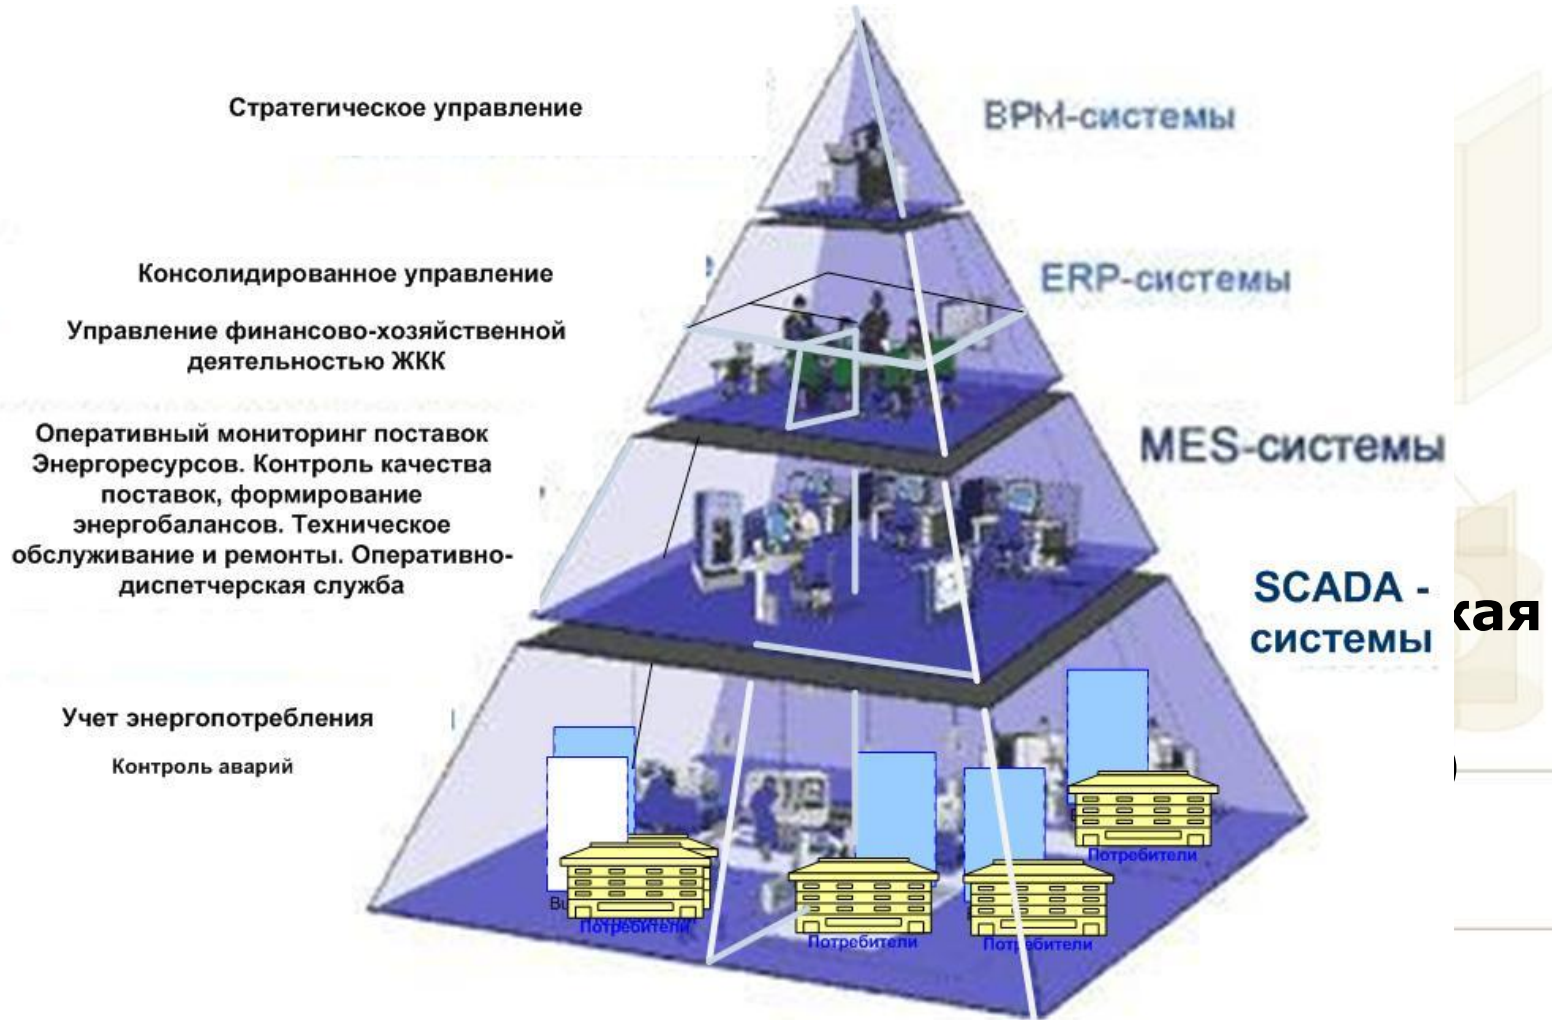 Стратегическое управление
BPM-системы
Консолидированное управление
ERP-системы
Управление финансово-хозяйственной
деятельностью ЖКК
Оперативный мониторинг поставок
Энергоресурсов. Контроль качества
поставок, формирование
энергобалансов. Техническое
обслуживание и ремонты. Оперативно-
диспетчерская служба
MES-системы
SCADA -
системы
кая
Учет энергопотребления
Контроль аварий
)
Потребители
Bu
Потребители
Потребители
Потребители